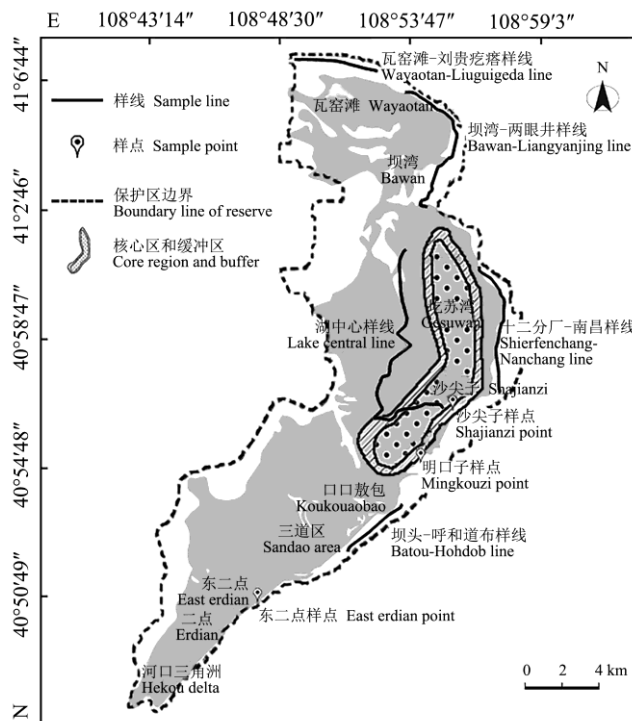 E 108°43′14″ 108°48′30″ 108°53′47″ 108°59′3″
41°6′44″
41°2′46″
40°58′47″
40°54′48″
40°50′49″
N
N
样线 Sample line
样点 Sample point
保护区边界
Boundary line of reserve
核心区和缓冲区
Core region and buffer
瓦窑滩-刘贵疙瘩样线
Wayaotan-Liuguigeda line
瓦窑滩 Wayaotan
坝湾-两眼井样线
Bawan-Liangyanjing line
坝湾
Bawan
圪苏湾
Gesuwan
湖中心样线
Lake central line
十二分厂-南昌样线
Shierfenchang-
Nanchang line
沙尖子 Shajianzi
沙尖子样点
Shajianzi point
明口子样点
Mingkouzi point
口口敖包
Koukouaobao
三道区
Sandao area
坝头-呼和道布样线
Batou-Hohdob line
东二点
East erdian
东二点样点 East erdian point
二点
Erdian
河口三角洲
Hekou delta
0 2 4 km